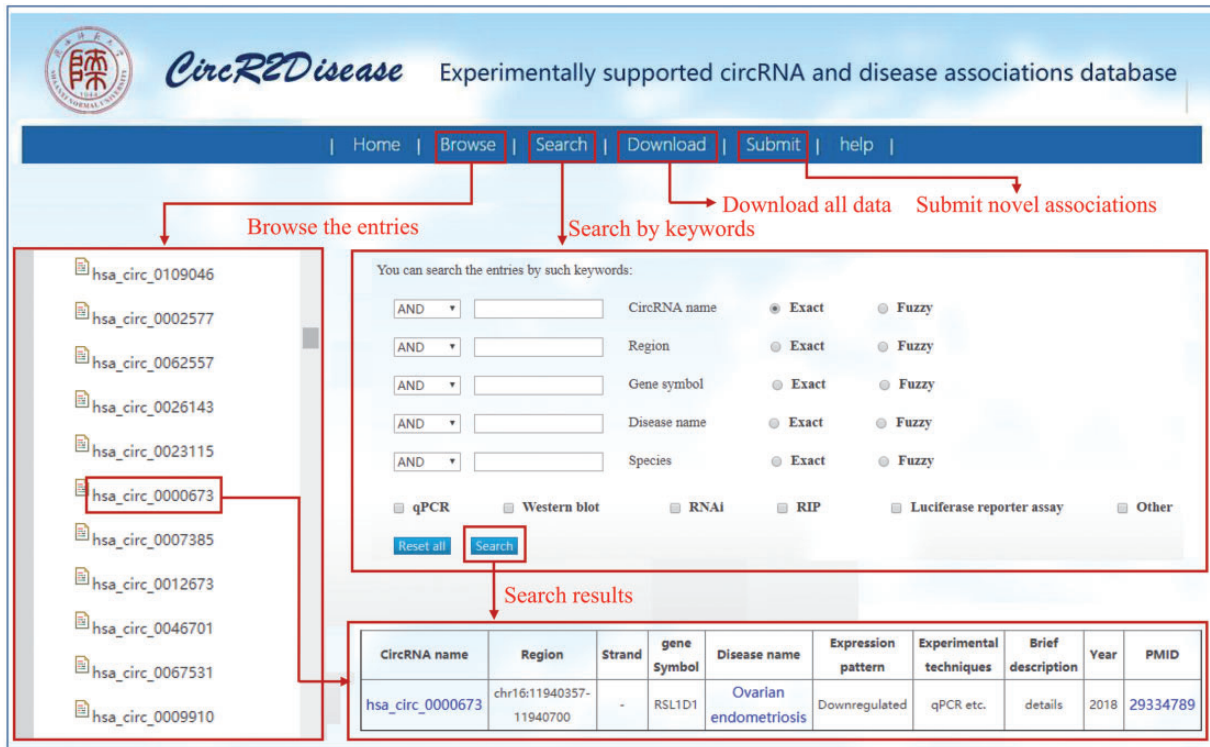 CircR2Disease Experimentally supported circRNA and disease associations database
| Home | Browse | Search | Download | Submit | help |
Download all data Submit novel associations
Browse the entries Search by keywords
hsa_circ_0109046
hsa_circ_0002577
hsa_circ_0062557
hsa_circ_0026143
hsa_circ_0023115
hsa_circ_0000673
hsa_circ_0007385
hsa_circ_0012673
hsa_circ_0046701
hsa_circ_0067531
hsa_circ_0009910
You can search the entries by such keywords:
AND CircRNA name Exact Fuzzy
AND Region Exact Fuzzy
AND Gene symbol Exact Fuzzy
AND Disease name Exact Fuzzy
AND Species Exact Fuzzy
qPCR Western blot RNAi RIP Luciferase reporter assay Other
Reset all Search
Search results
CircRNA name Region Strand gene Symbol Disease name Expression pattern Experimental techniques Brief description Year PMID
hsa_circ_0000673 chr16:11940357-11940700 - RSL1D1 Ovarian endometriosis Downregulated qPCR etc. details 2018 29334789